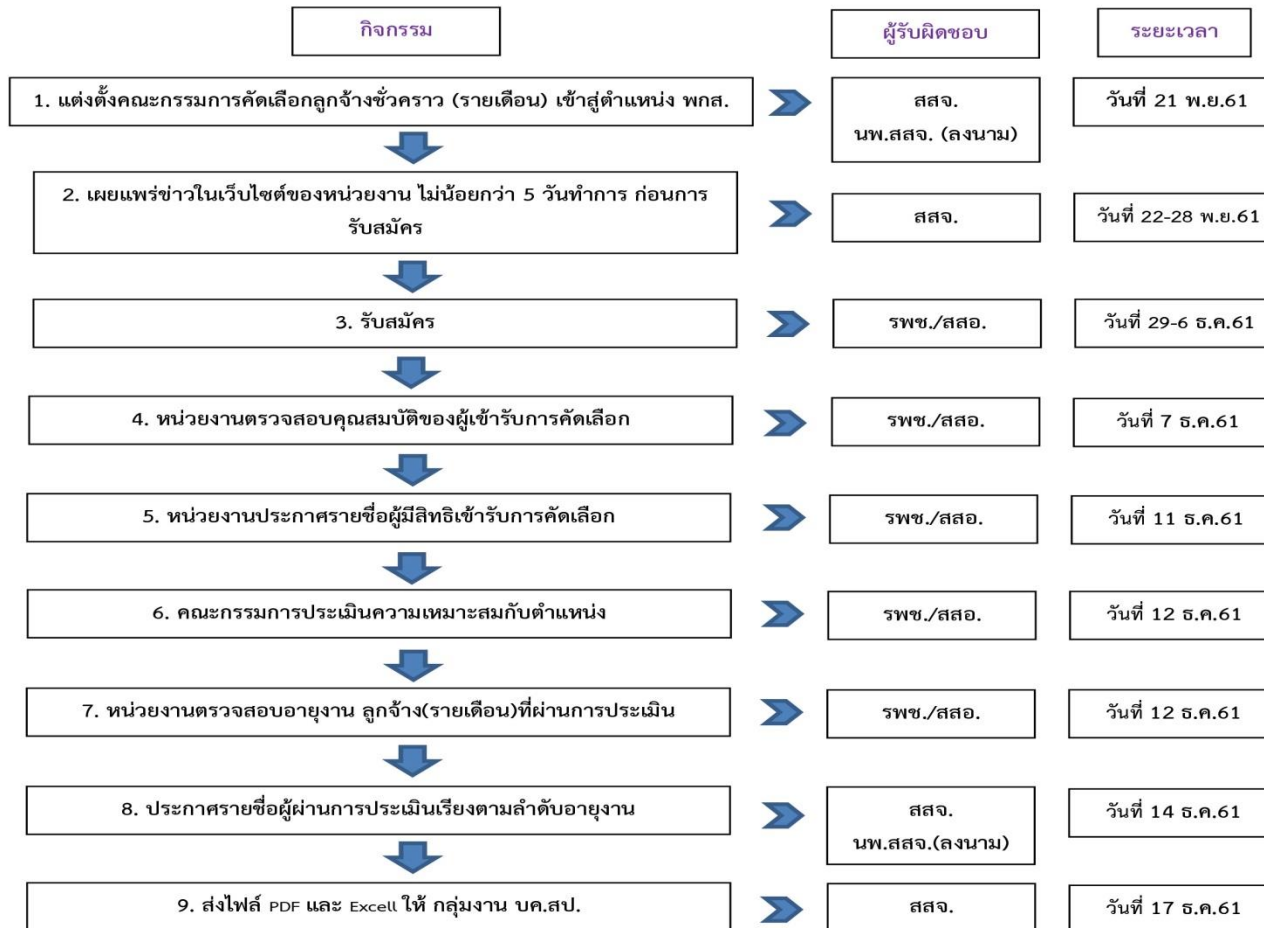 กิจกรรม
ผู้รับผิดชอบ
ระยะเวลา
1. แต่งตั้งคณะกรรมการคัดเลือกลูกจ้างชั่วคราว (รายเดือน) เข้าสู่ตำแหน่ง พกส.
สสจ.
นพ.สสจ. (ลงนาม)
วันที่ 21 พ.ย.61
2. เผยแพร่ข่าวในเว็บไซต์ของหน่วยงาน ไม่น้อยกว่า 5 วันทำการ ก่อนการ
รับสมัคร
สสจ.
วันที่ 22-28 พ.ย.61
3. รับสมัคร
รพช./สสอ.
วันที่ 29-6 ธ.ค.61
4. หน่วยงานตรวจสอบคุณสมบัติของผู้เข้ารับการคัดเลือก
รพช./สสอ.
วันที่ 7 ธ.ค.61
5. หน่วยงานประกาศรายชื่อผู้มีสิทธิเข้ารับการคัดเลือก
รพช./สสอ.
วันที่ 11 ธ.ค.61
6. คณะกรรมการประเมินความเหมาะสมกับตำแหน่ง
รพช./สสอ.
วันที่ 12 ธ.ค.61
7. หน่วยงานตรวจสอบอายุงาน ลูกจ้าง(รายเดือน)ที่ผ่านการประเมิน
รพช./สสอ.
วันที่ 12 ธ.ค.61
8. ประกาศรายชื่อผู้ผ่านการประเมินเรียงตามลำดับอายุงาน
สสจ.
นพ.สสจ.(ลงนาม)
วันที่ 14 ธ.ค.61
9. ส่งไฟล์ PDF และ Excell ให้ กลุ่มงาน บค.สป.
สสจ.
วันที่ 17 ธ.ค.61